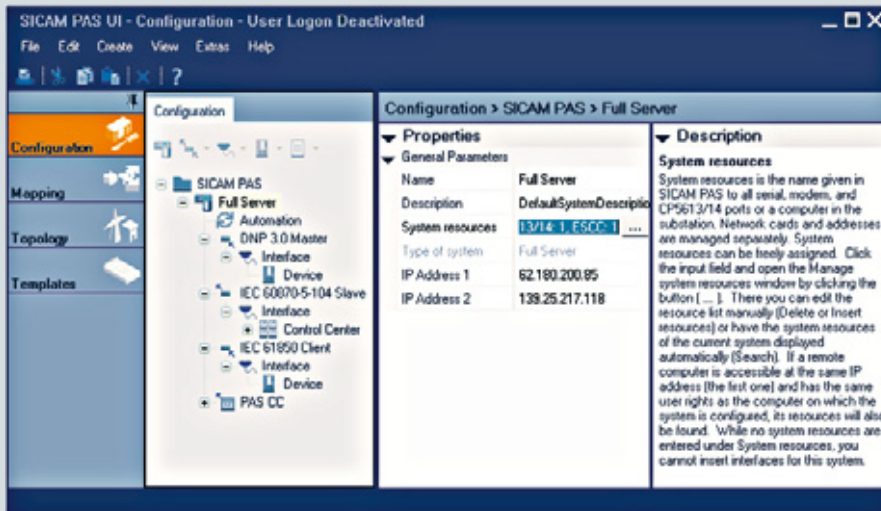 SICAM PAS UI - Configuration - User Logon Deactivated
File Edit Create View Extras Help
?
Configuration
Mapping
Topology
Templates
Configuration
SICAM PAS
Full Server
Automation
DNP 3.0 Master
Interface
Device
IEC 60870-5-104 Slave
Interface
Control Center
IEC 61850 Client
Interface
Device
PAS CC
Configuration > SICAM PAS > Full Server
Properties
General Parameters
Name Full Server
Description DefaultSystemDescriptio
System resources 13/14: 1, ESCC: 1 ...
Type of system Full Server
IP Address 1 62.180.200.85
IP Address 2 139.25.217.118
Description
System resources
System resources is the name given in
SICAM PAS to all serial, modem, and
CP5613/14 ports or a computer in the
substation. Network cards and addresses
are managed separately. System
resources can be freely assigned. Click
the input field and open the Manage
system resources window by clicking the
button [ ... ]. There you can edit the
resource list manually (Delete or Insert
resources) or have the system resources
of the current system displayed
automatically (Search). If a remote
computer is accessible at the same IP
address (the first one) and has the same
user rights as the computer on which the
system is configured, its resources will also
be found. While no system resources are
entered under System resources, you
cannot insert interfaces for this system.